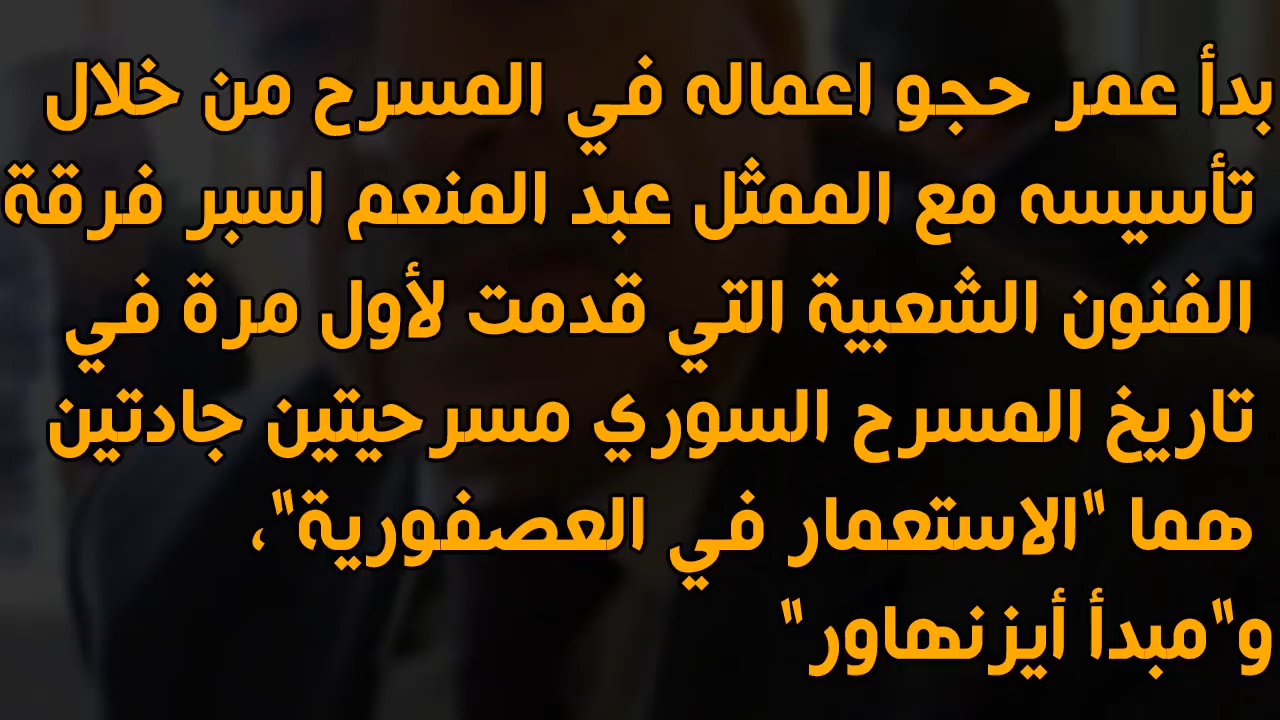 بدأ عمر حجو اعماله في المسرح من خلال
تأسيسه مع الممثل عبد المنعم اسبر فرقة
الفنون الشعبية التي قدمت لأول مرة في
تاريخ المسرح السوري مسرحيتين جادتين
هما "الاستعمار في العصفورية"،
و"مبدأ أيزنهاور"